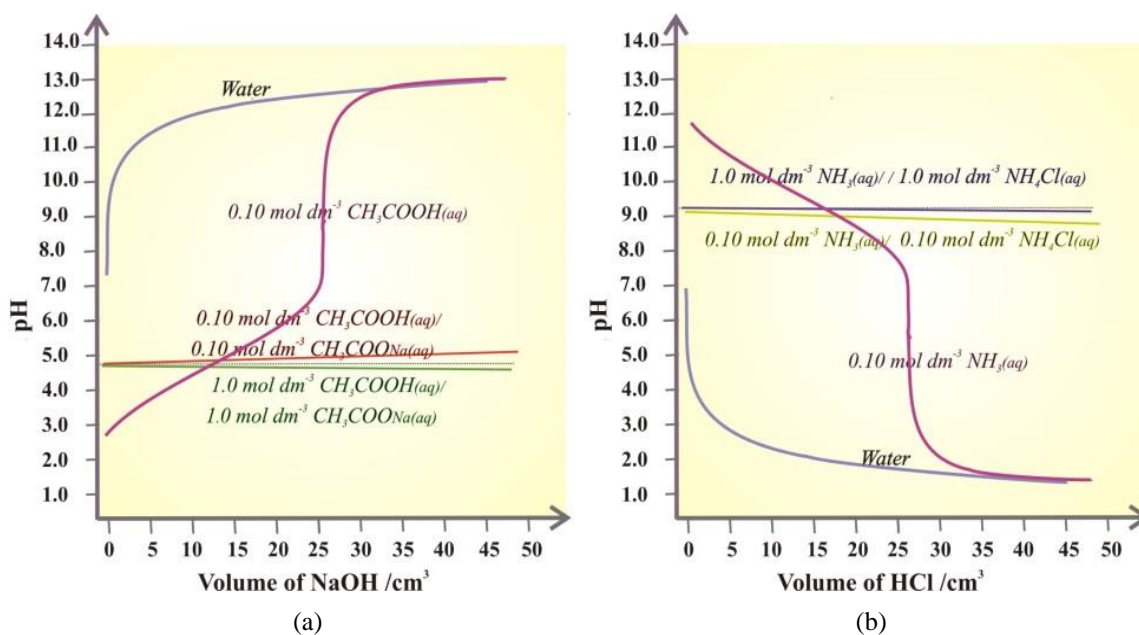 14.0
13.0
12.0
11.0
10.0
9.0
8.0
7.0
6.0
5.0
4.0
3.0
2.0
1.0
pH
Water
0.10 mol dm⁻³ CH₃COOH(aq)
0.10 mol dm⁻³ CH₃COOH(aq)/
0.10 mol dm⁻³ CH₃COONa(aq)
1.0 mol dm⁻³ CH₃COOH(aq)/
1.0 mol dm⁻³ CH₃COONa(aq)
0 5 10 15 20 25 30 35 40 45 50
Volume of NaOH /cm³
(a)
14.0
13.0
12.0
11.0
10.0
9.0
8.0
7.0
6.0
5.0
4.0
3.0
2.0
1.0
pH
1.0 mol dm⁻³ NH₃(aq)/ / 1.0 mol dm⁻³ NH₄Cl(aq)
0.10 mol dm⁻³ NH₃(aq)/ 0.10 mol dm⁻³ NH₄Cl(aq)
0.10 mol dm⁻³ NH₃(aq)
Water
0 5 10 15 20 25 30 35 40 45 50
Volume of HCl /cm³
(b)